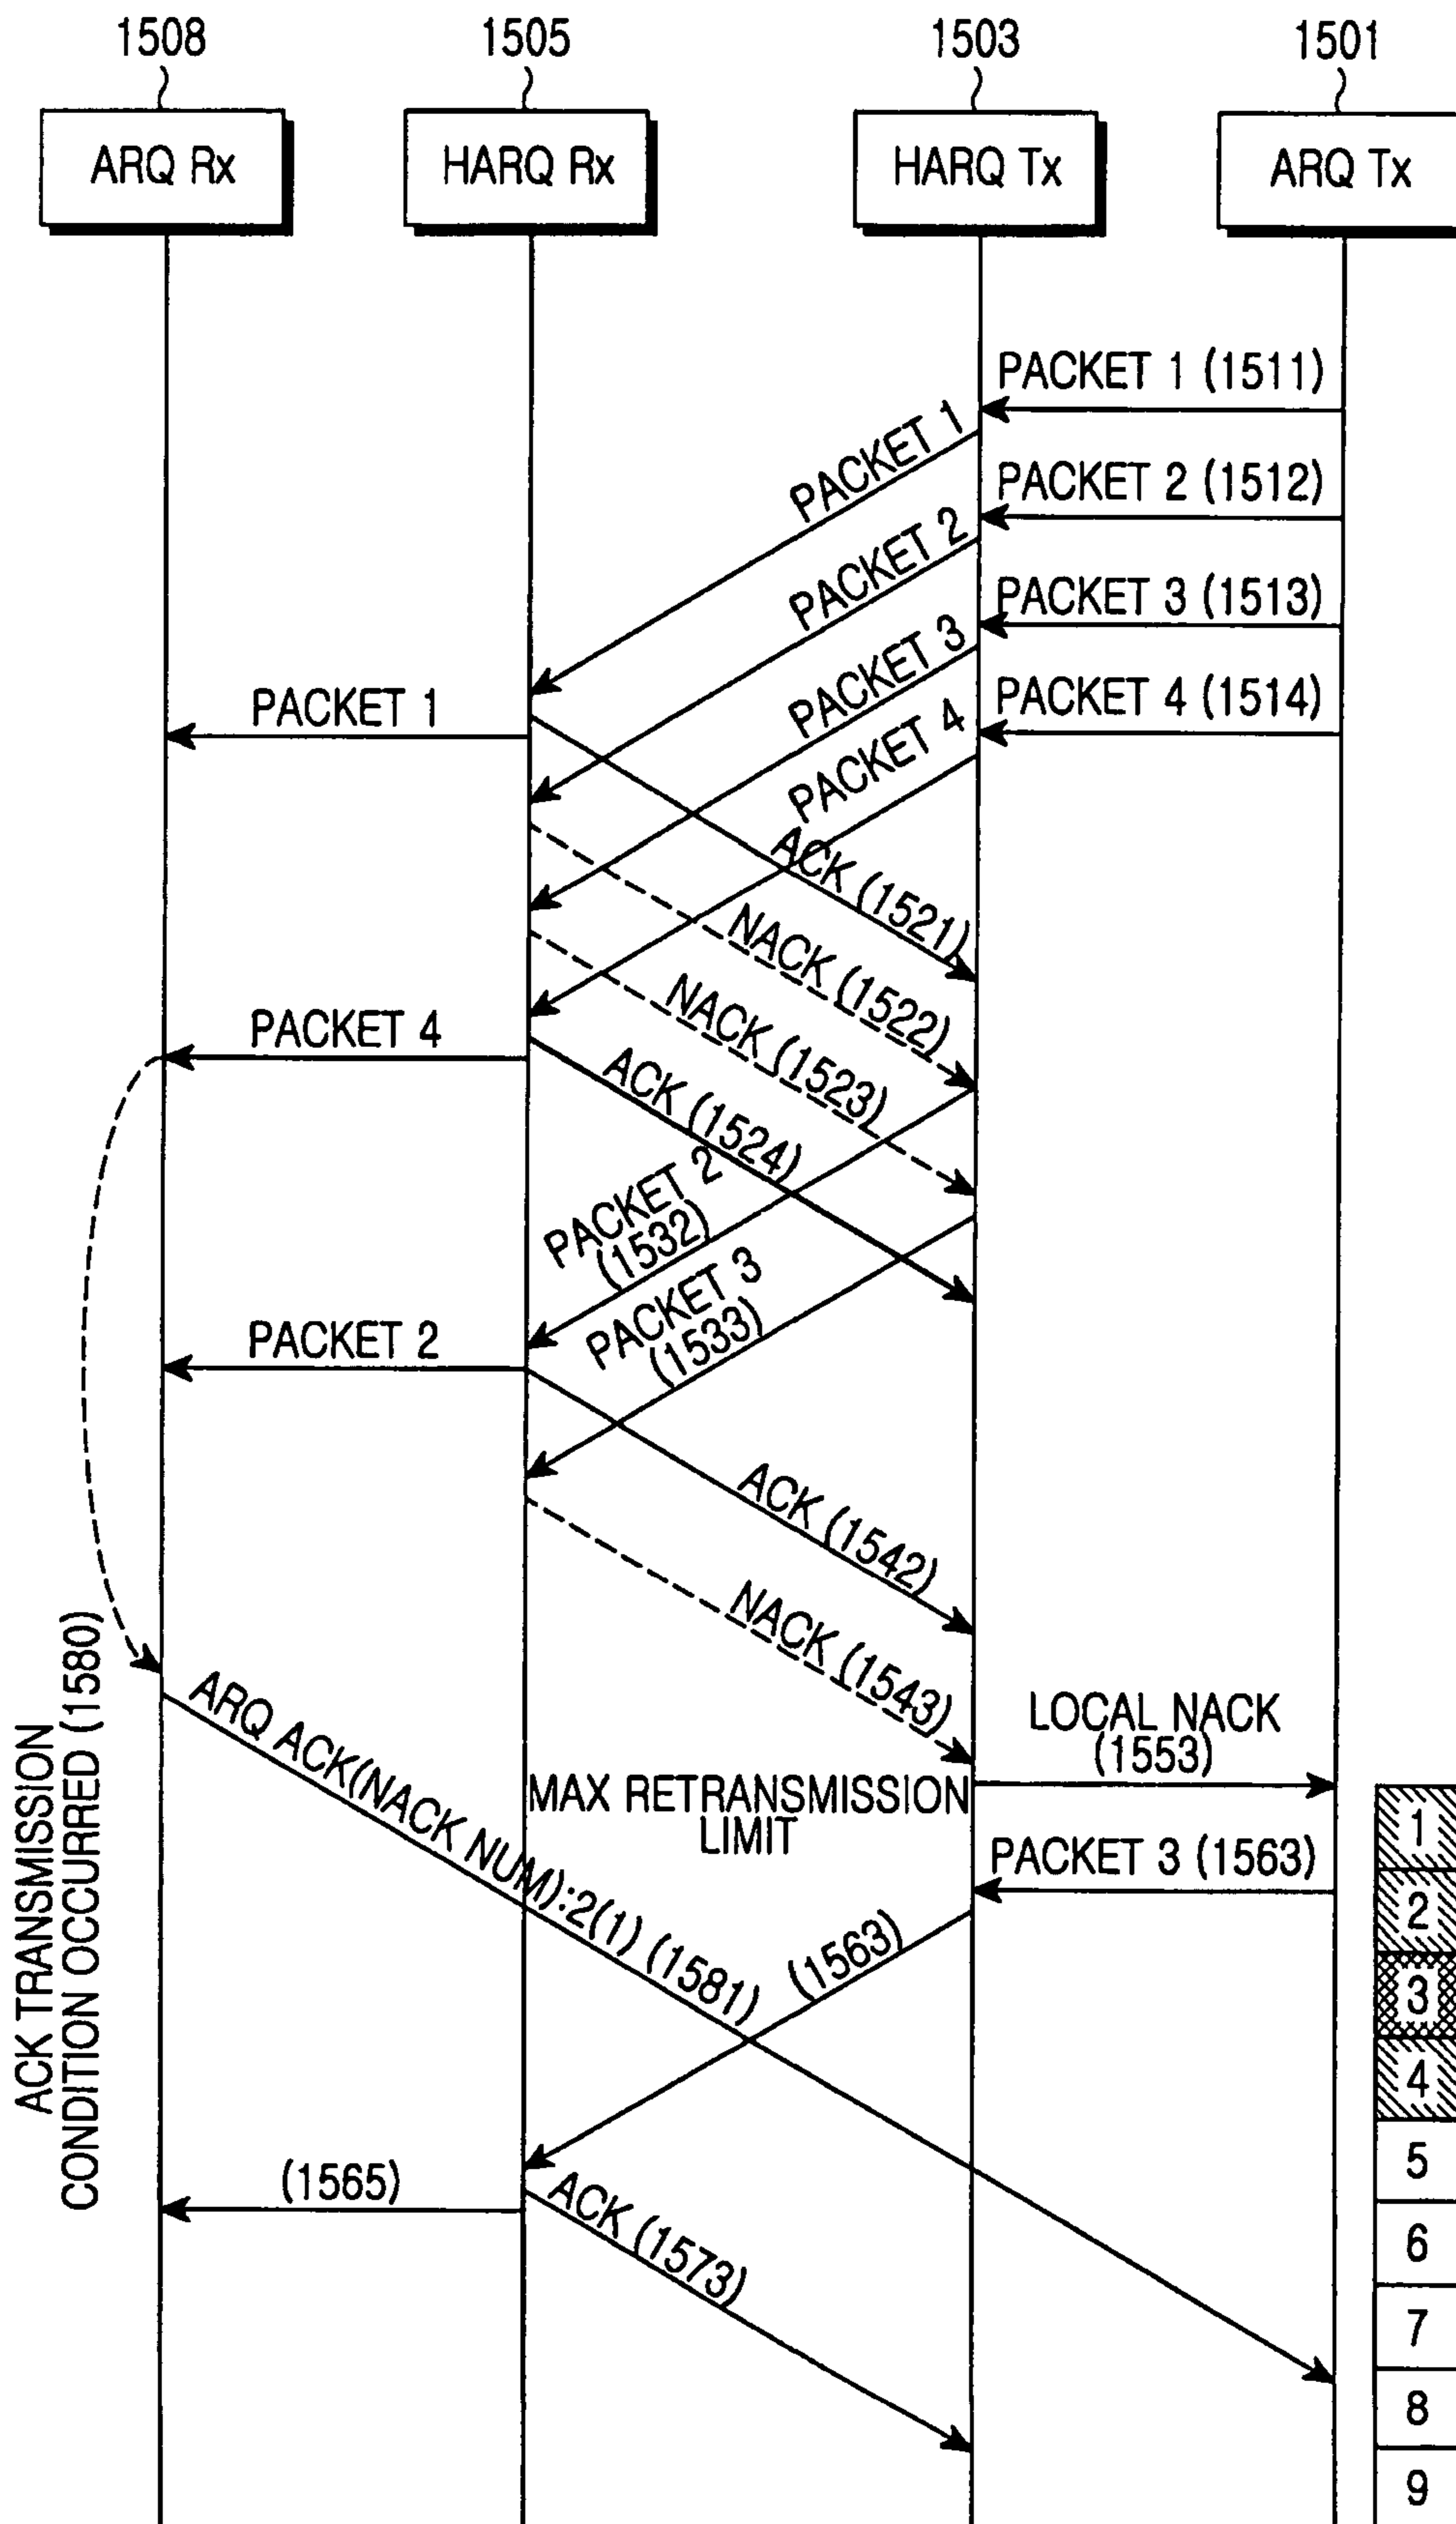 1508
1505
1503
1501
ARQ Rx
HARQ Rx
HARQ Tx
ARQ Tx
PACKET 1 (1511)
PACKET 1
PACKET 2 (1512)
PACKET 2
PACKET 3 (1513)
PACKET 3
PACKET 1
PACKET 4 (1514)
PACKET 4
ACK (1521)
NACK (1522)
NACK (1523)
PACKET 4
ACK (1524)
PACKET 2
(1532)
PACKET 3
(1533)
PACKET 2
ACK (1542)
NACK (1543)
ACK TRANSMISSION
CONDITION OCCURRED (1580)
ARQ ACK(NACK NUM):2(1) (1581)
LOCAL NACK
(1553)
MAX RETRANSMISSION
LIMIT
PACKET 3 (1563)
(1563)
(1565)
ACK (1573)
1
2
3
4
5
6
7
8
9